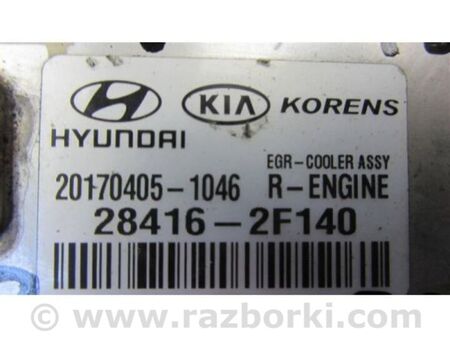 KIA KORENS
HYUNDAI
EGR-COOLER ASSY
20170405-1046 R-ENGINE
28416-2F140
www.razborki.com